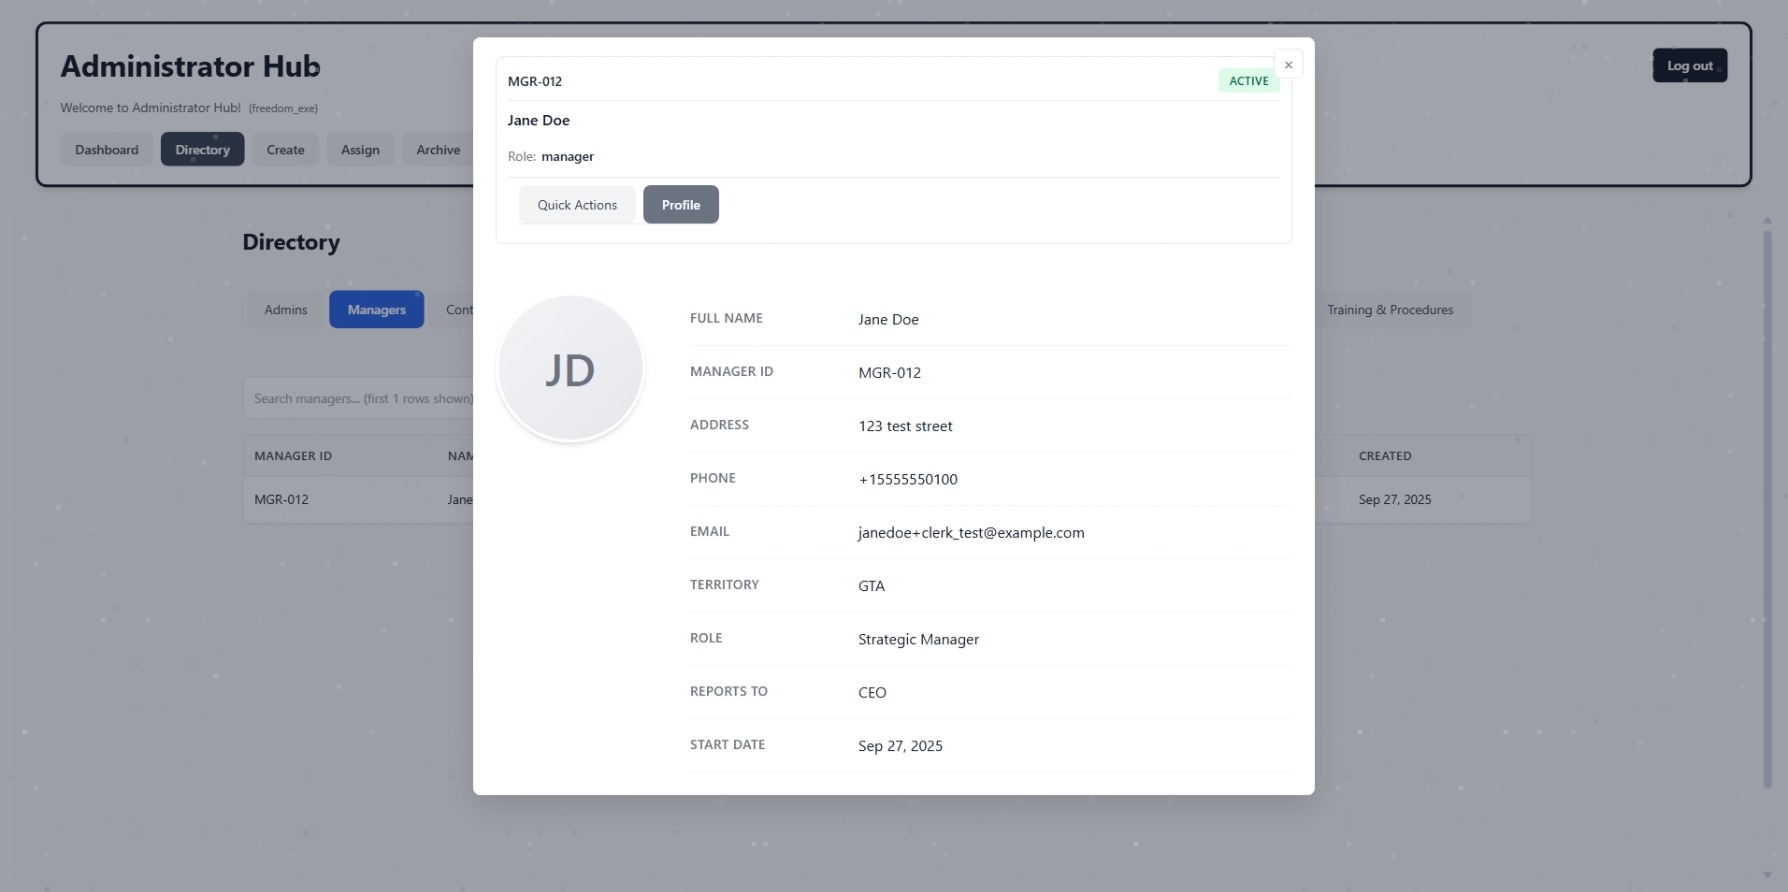 Administrator Hub
Welcome to Administrator Hub! (freedom_exe)
Dashboard Directory Create Assign Archive
Log out
Directory
Admins Managers Cont Training & Procedures
Search managers... (first 1 rows shown)
MANAGER ID NAM CREATED
MGR-012 Jane Sep 27, 2025
×
MGR-012 ACTIVE
Jane Doe
Role: manager
Quick Actions Profile
JD
FULL NAME Jane Doe
MANAGER ID MGR-012
ADDRESS 123 test street
PHONE +15555550100
EMAIL janedoe+clerk_test@example.com
TERRITORY GTA
ROLE Strategic Manager
REPORTS TO CEO
START DATE Sep 27, 2025